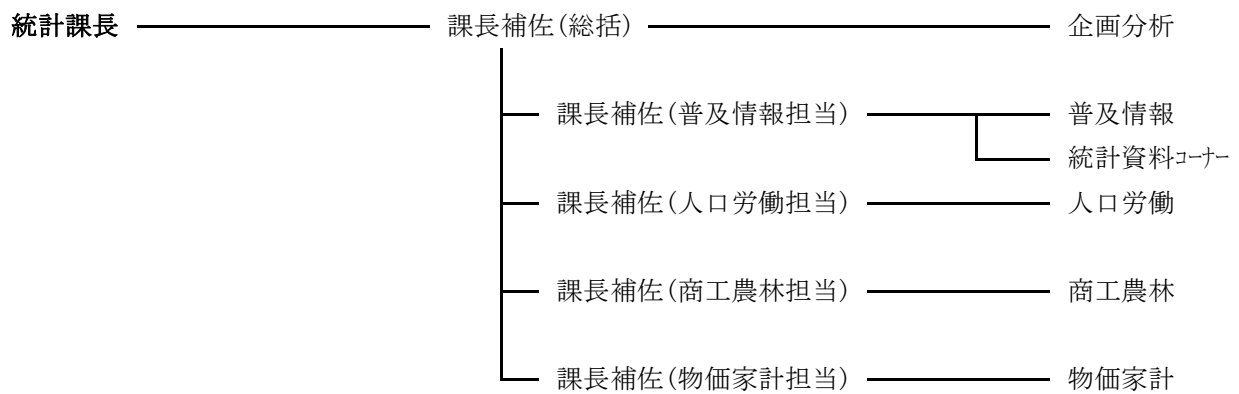 統計課長 課長補佐(総括) 企画分析
課長補佐(普及情報担当) 普及情報
統計資料ｺｰﾅｰ
課長補佐(人口労働担当) 人口労働
課長補佐(商工農林担当) 商工農林
課長補佐(物価家計担当) 物価家計